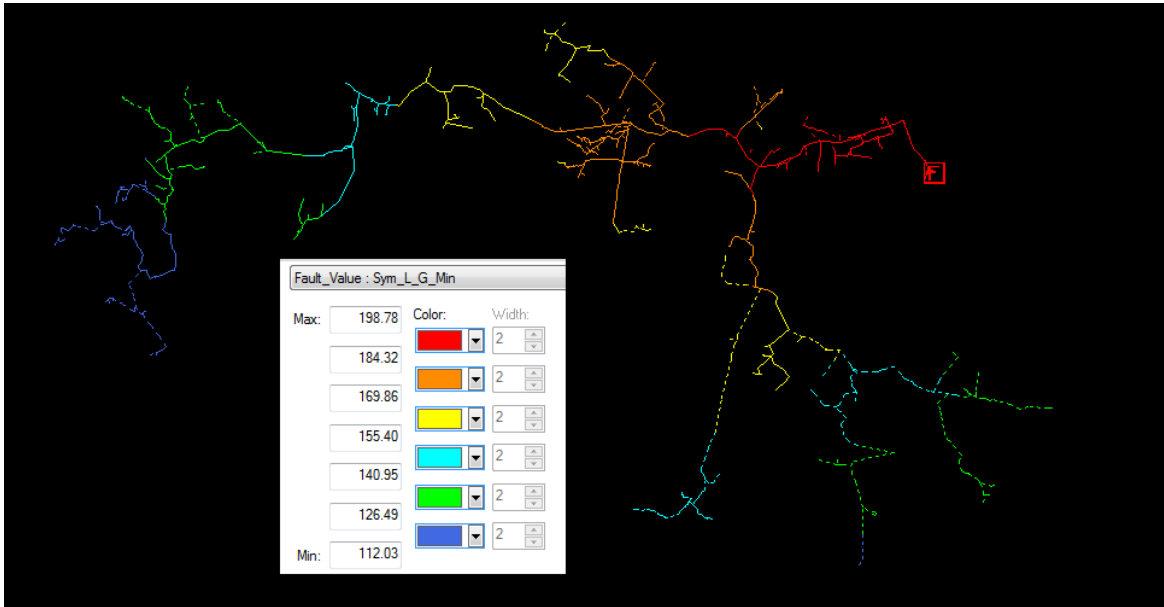 F
Fault_Value : Sym_L_G_Min
Max: 198.78 Color: Width:
2
184.32
2
169.86
2
155.40
2
140.95
2
126.49
2
Min: 112.03